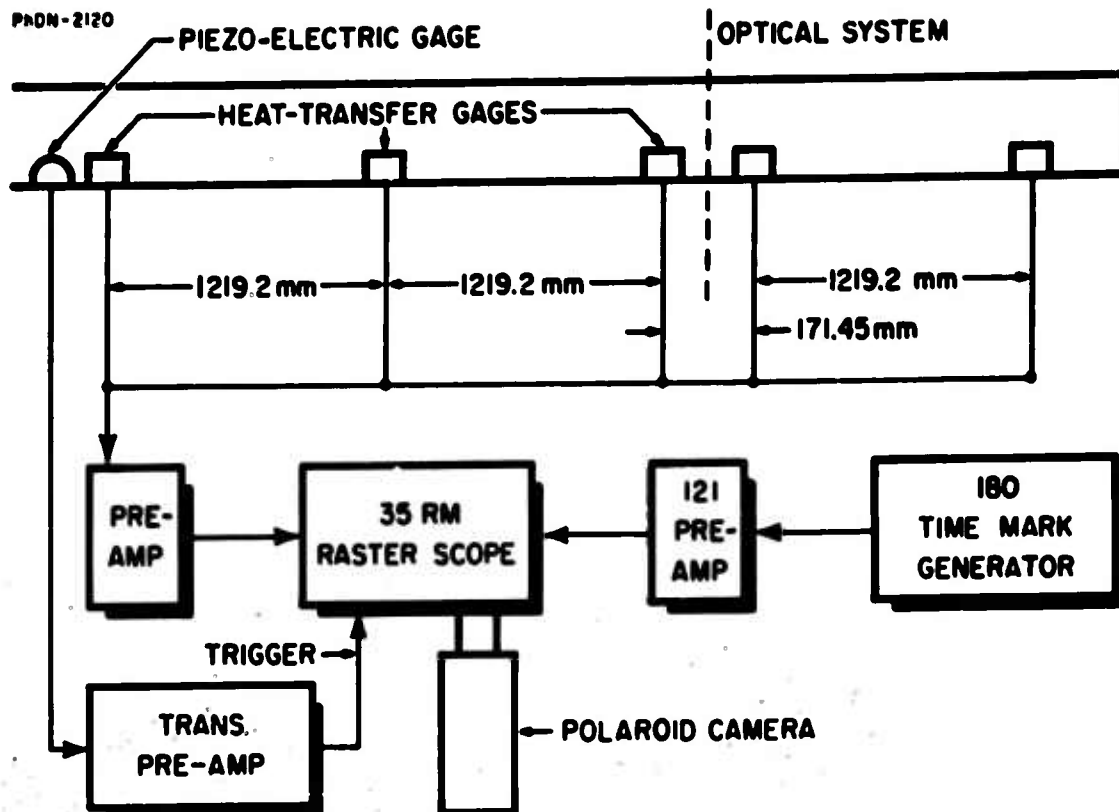 PhDN-2120
PIEZO-ELECTRIC GAGE
OPTICAL SYSTEM
HEAT-TRANSFER GAGES
1219.2 mm
1219.2 mm
1219.2 mm
171.45mm
PRE-
AMP
35 RM
RASTER SCOPE
121
PRE-
AMP
180
TIME MARK
GENERATOR
TRIGGER
TRANS.
PRE-AMP
POLAROID CAMERA